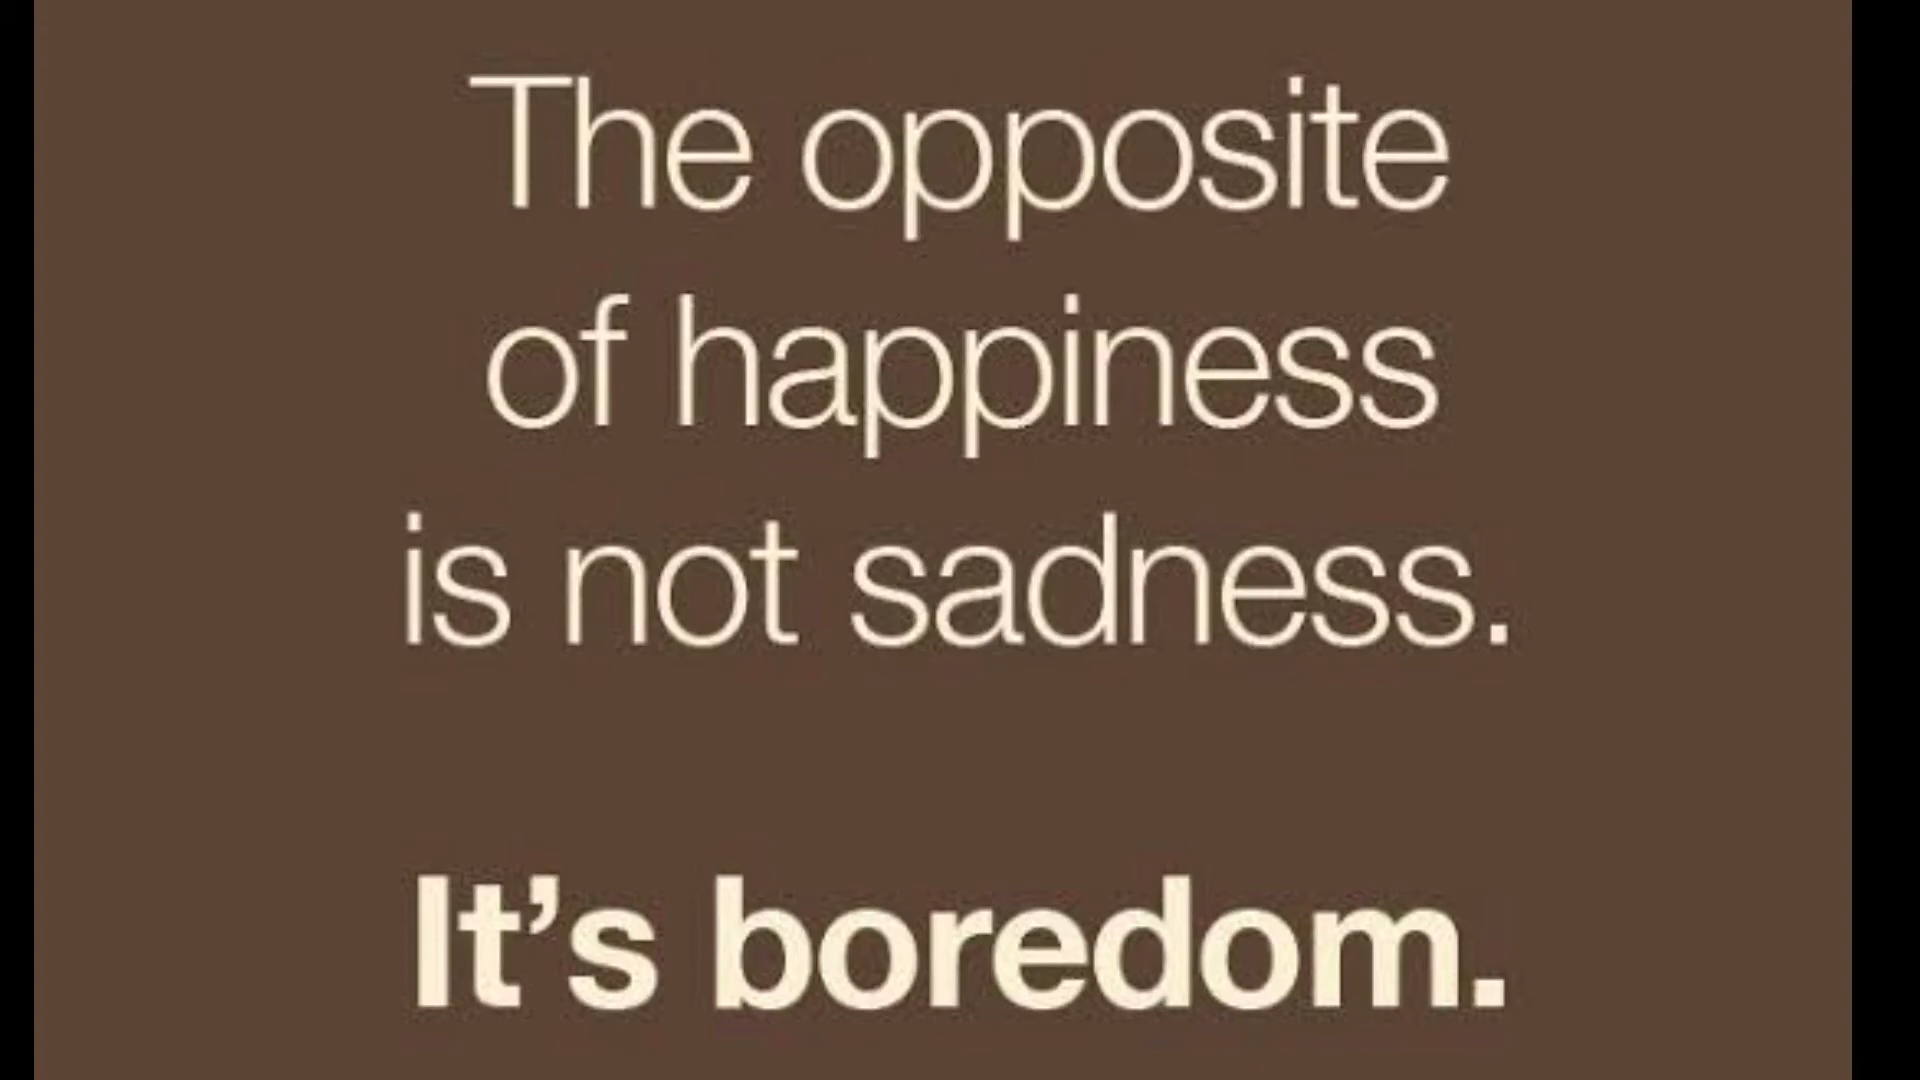 The opposite
of happiness
is not sadness.
It’s boredom.